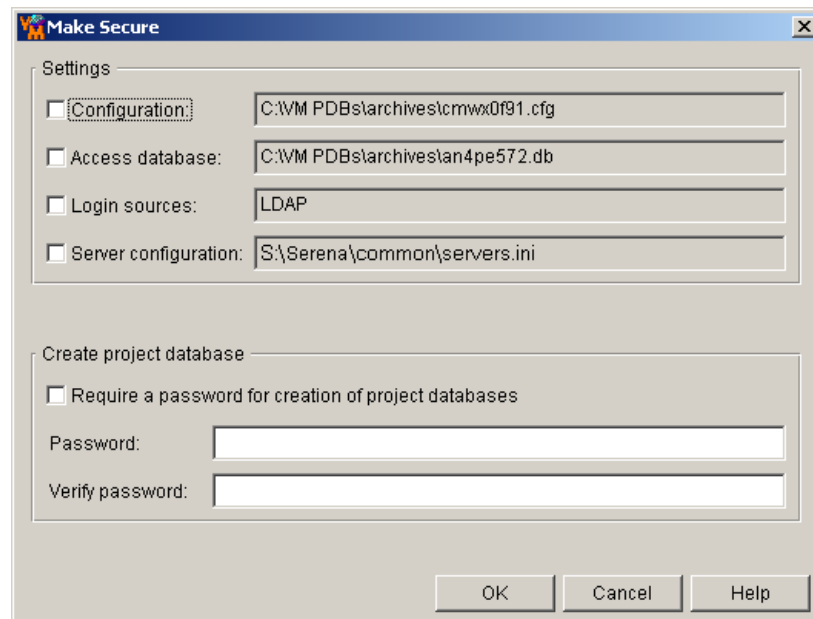 Make Secure
Settings
Configuration: C:\VM PDBs\archives\cmwx0f91.cfg
Access database: C:\VM PDBs\archives\an4pe572.db
Login sources: LDAP
Server configuration: S:\Serena\common\servers.ini
Create project database
Require a password for creation of project databases
Password:
Verify password:
OK Cancel Help